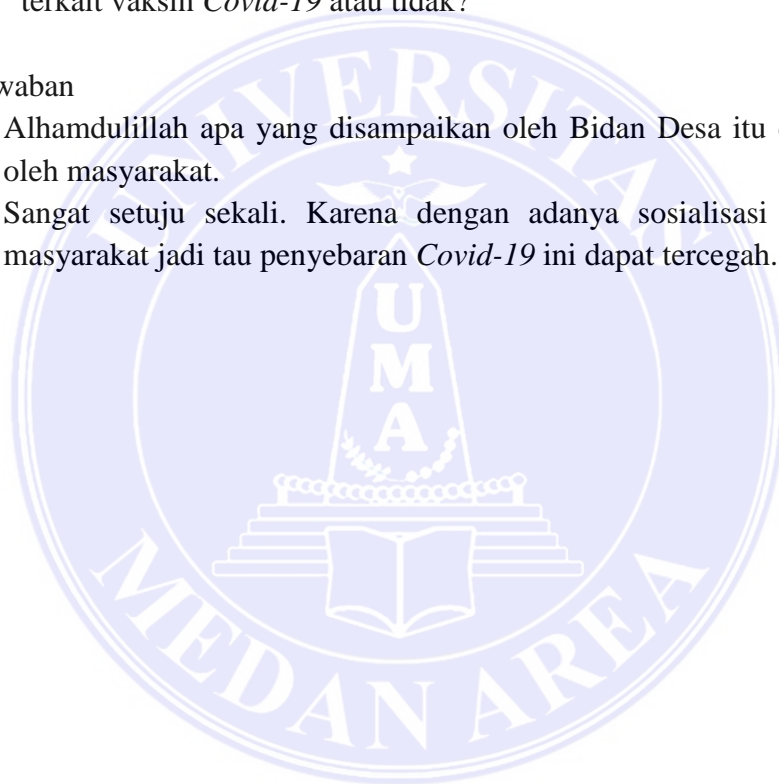 terkait vaksin Covid-19 atau tidak?
waban
Alhamdulillah apa yang disampaikan oleh Bidan Desa itu
oleh masyarakat.
Sangat setuju sekali. Karena dengan adanya sosialisasi
masyarakat jadi tau penyebaran Covid-19 ini dapat tercegah.
UNIVERSITAS
UMA
MEDAN AREA